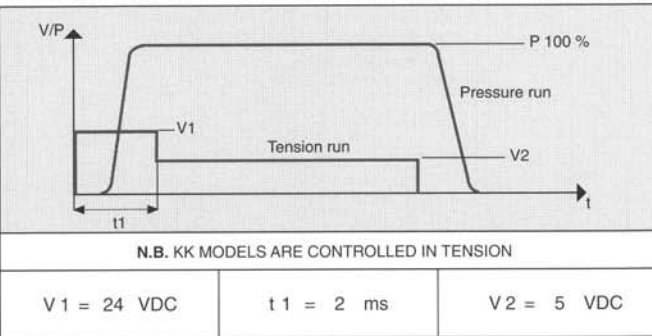 V/P
P 100 %
Pressure run
V1
Tension run
V2
t
t1
N.B. KK MODELS ARE CONTROLLED IN TENSION
V 1 = 24 VDC
t 1 = 2 ms
V 2 = 5 VDC